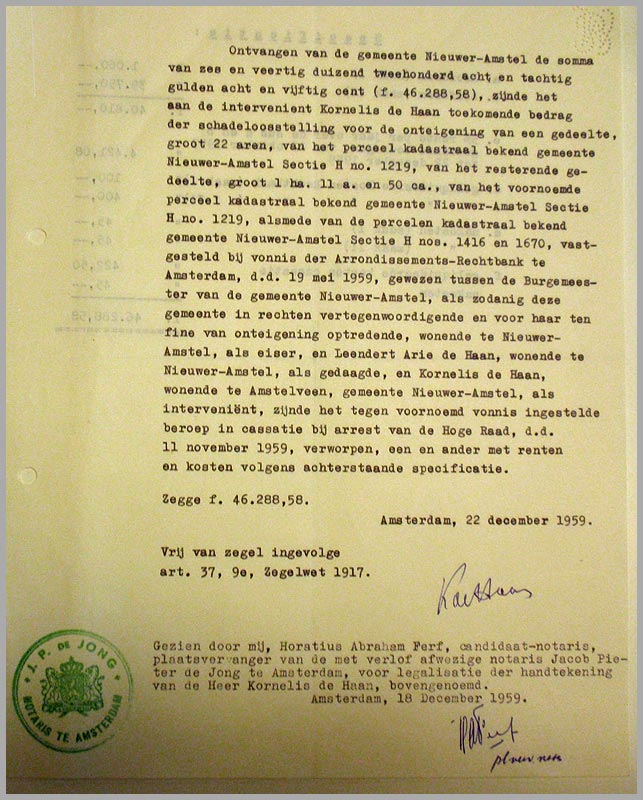 Ontvangen van de gemeente Nieuwer-Amstel de somma
van zes en veertig duizend tweehonderd acht en tachtig
gulden acht en vijftig cent (f. 46.288,58), zijnde het
aan de intervenient Kornelis de Haan toekomende bedrag
der schadeloosstelling voor de onteigening van een gedeelte,
groot 22 aren, van het perceel kadastraal bekend gemeente
Nieuwer-Amstel Sectie H no. 1219, van het resterende ge-
deelte, groot 1 ha. 11 a. en 50 ca., van het voornoemde
perceel kadastraal bekend gemeente Nieuwer-Amstel Sectie
H no. 1219, alsmede van de percelen kadastraal bekend
gemeente Nieuwer-Amstel Sectie H nos. 1416 en 1670, vast-
gesteld bij vonnis der Arrondissements-Rechtbank te
Amsterdam, d.d. 19 mei 1959, gewezen tussen de Burgemees-
ter van de gemeente Nieuwer-Amstel, als zodanig deze
gemeente in rechten vertegenwoordigende en voor haar ten
fine van onteigening optredende, wonende te Nieuwer-
Amstel, als eiser, en Leendert Arie de Haan, wonende te
Nieuwer-Amstel, als gedaagde, en Kornelis de Haan,
wonende te Amstelveen, gemeente Nieuwer-Amstel, als
interveniënt, zijnde het tegen voornoemd vonnis ingestelde
beroep in cassatie bij arrest van de Hoge Raad, d.d.
11 november 1959, verworpen, een en ander met renten
en kosten volgens achterstaande specificatie.
Zegge f. 46.288,58.
Amsterdam, 22 december 1959.
Vrij van zegel ingevolge
art. 37, 9e, Zegelwet 1917.
K de Haan
Gezien door mij, Horatius Abraham Ferf, candidaat-notaris,
plaatsvervanger van de met verlof afwezige notaris Jacob Pie-
ter de Jong te Amsterdam, voor legalisatie der handtekening
van de Heer Kornelis de Haan, bovengenoemd.
Amsterdam, 18 December 1959.
J. P. DE JONG
NOTARIS TE AMSTERDAM